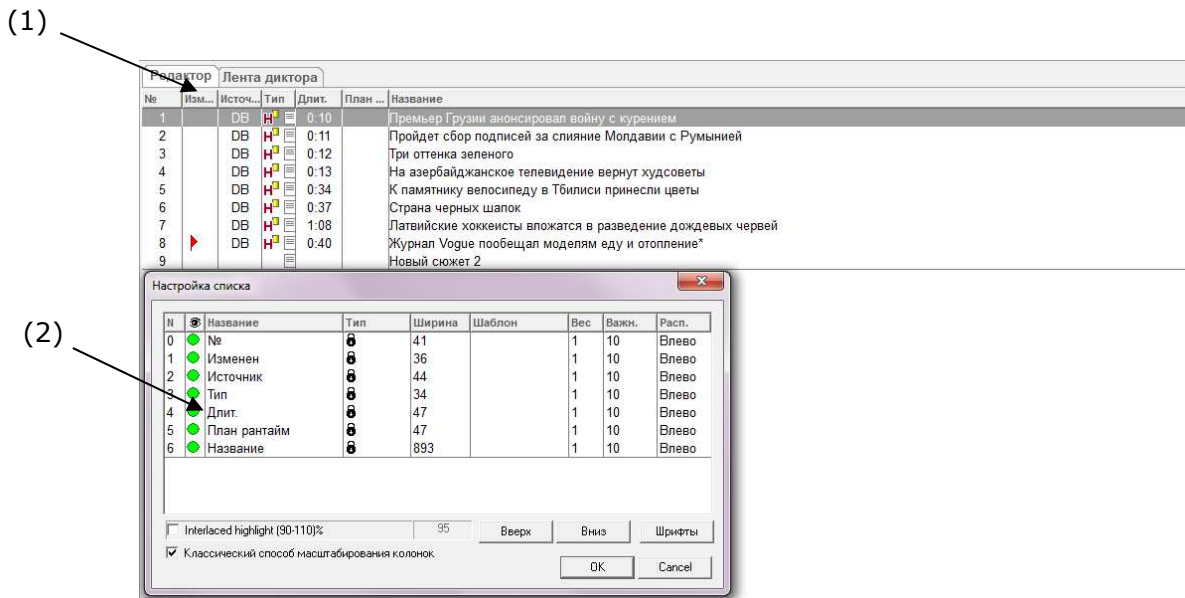 (1)
Редактор Лента диктора
№ Изм... Источ... Тип Длит. План ... Название
1 DB H 0:10 Премьер Грузии анонсировал войну с курением
2 DB H 0:11 Пройдет сбор подписей за слияние Молдавии с Румынией
3 DB H 0:12 Три оттенка зеленого
4 DB H 0:13 На азербайджанское телевидение вернут худсоветы
5 DB H 0:34 К памятнику велосипеду в Тбилиси принесли цветы
6 DB H 0:37 Страна черных шапок
7 DB H 1:08 Латвийские хоккеисты вложатся в разведение дождевых червей
8 DB H 0:40 Журнал Vogue пообещал моделям еду и отопление*
9 Новый сюжет 2
Настройка списка
(2)
N Название Тип Ширина Шаблон Вес Важн. Расп.
0 № 41 1 10 Влево
1 Изменен 36 1 10 Влево
2 Источник 44 1 10 Влево
3 Тип 34 1 10 Влево
4 Длит. 47 1 10 Влево
5 План рантайм 47 1 10 Влево
6 Название 893 1 10 Влево
Interlaced highlight (90-110)% 95 Вверх Вниз Шрифты
Классический способ масштабирования колонок
OK Cancel